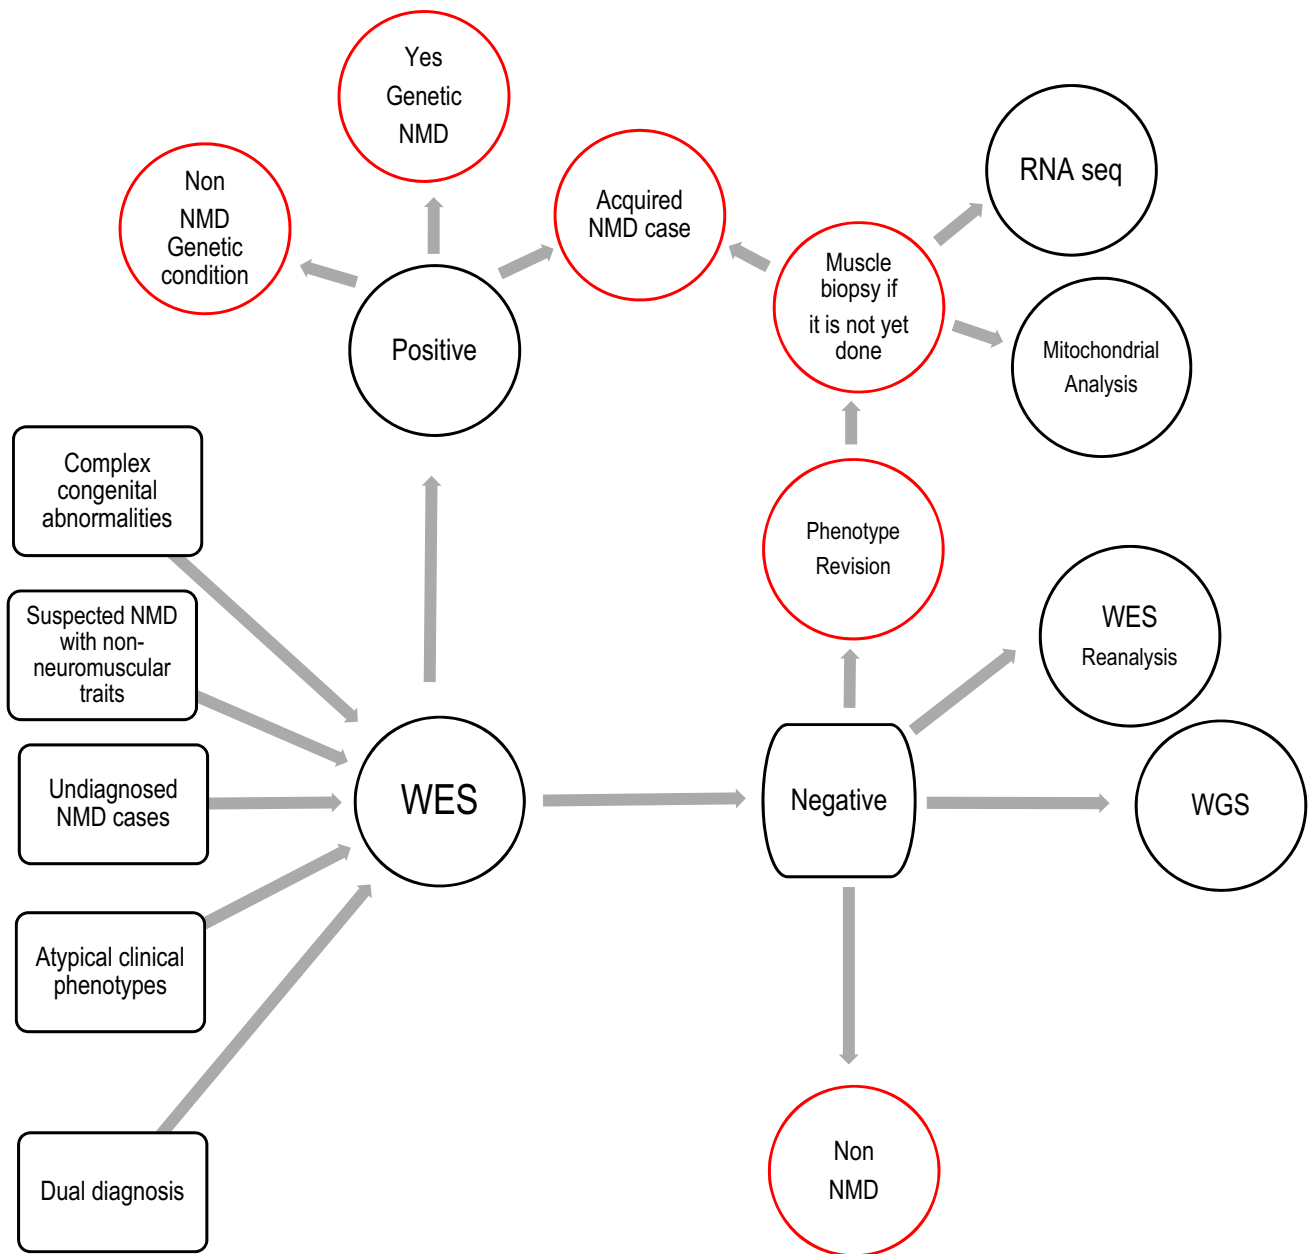 Yes
Genetic
NMD
Non
NMD
Genetic
condition
Acquired
NMD case
RNA seq
Muscle
biopsy if
it is not yet
done
Positive
Mitochondrial
Analysis
Complex
congenital
abnormalities
Phenotype
Revision
Suspected NMD
with non-
neuromuscular
traits
WES
Reanalysis
Undiagnosed
NMD cases
WES
Negative
WGS
Atypical clinical
phenotypes
Non
NMD
Dual diagnosis